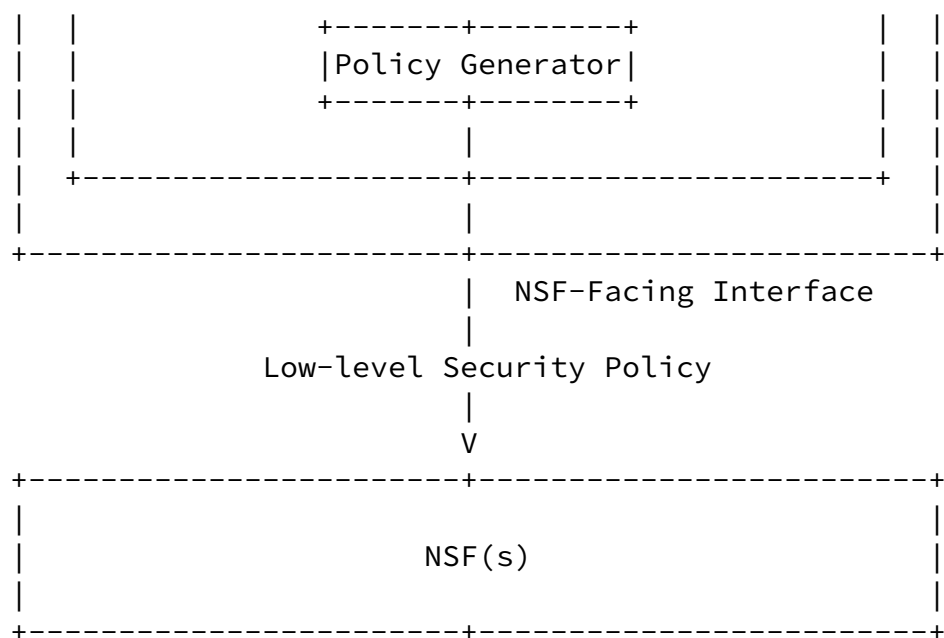 Policy Generator
NSF-Facing Interface
Low-level Security Policy
V
NSF(s)